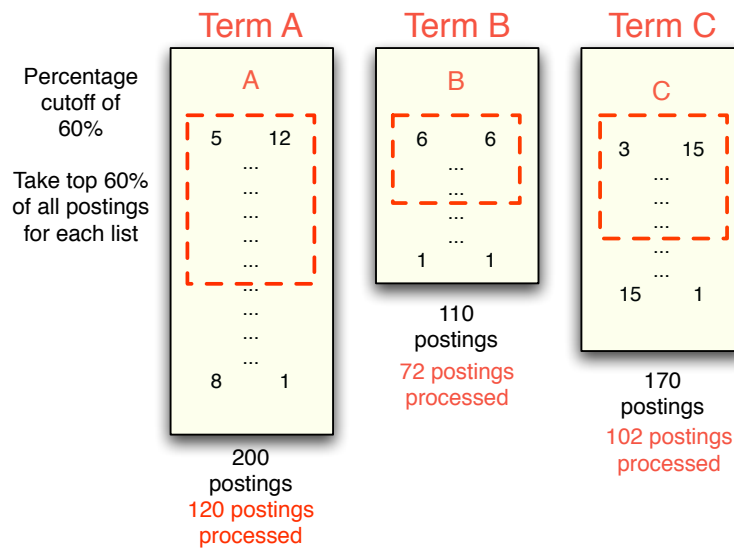 Term A
Term B
Term C
Percentage
cutoff of
60%
Take top 60%
of all postings
for each list
A
5 12
...
...
...
...
...
...
...
...
...
8 1
200
postings
120 postings
processed
B
6 6
...
...
...
...
1 1
110
postings
72 postings
processed
C
3 15
...
...
...
...
...
15 1
170
postings
102 postings
processed